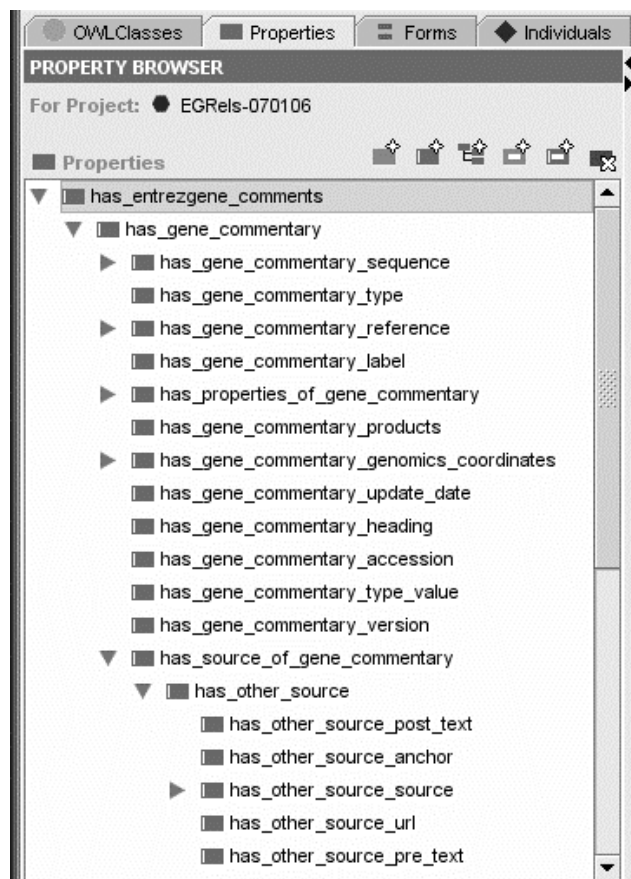 OWLClasses Properties Forms Individuals
PROPERTY BROWSER
For Project: EGRels-070106
Properties
has_entrezgene_comments
has_gene_commentary
has_gene_commentary_sequence
has_gene_commentary_type
has_gene_commentary_reference
has_gene_commentary_label
has_properties_of_gene_commentary
has_gene_commentary_products
has_gene_commentary_genomics_coordinates
has_gene_commentary_update_date
has_gene_commentary_heading
has_gene_commentary_accession
has_gene_commentary_type_value
has_gene_commentary_version
has_source_of_gene_commentary
has_other_source
has_other_source_post_text
has_other_source_anchor
has_other_source_source
has_other_source_url
has_other_source_pre_text